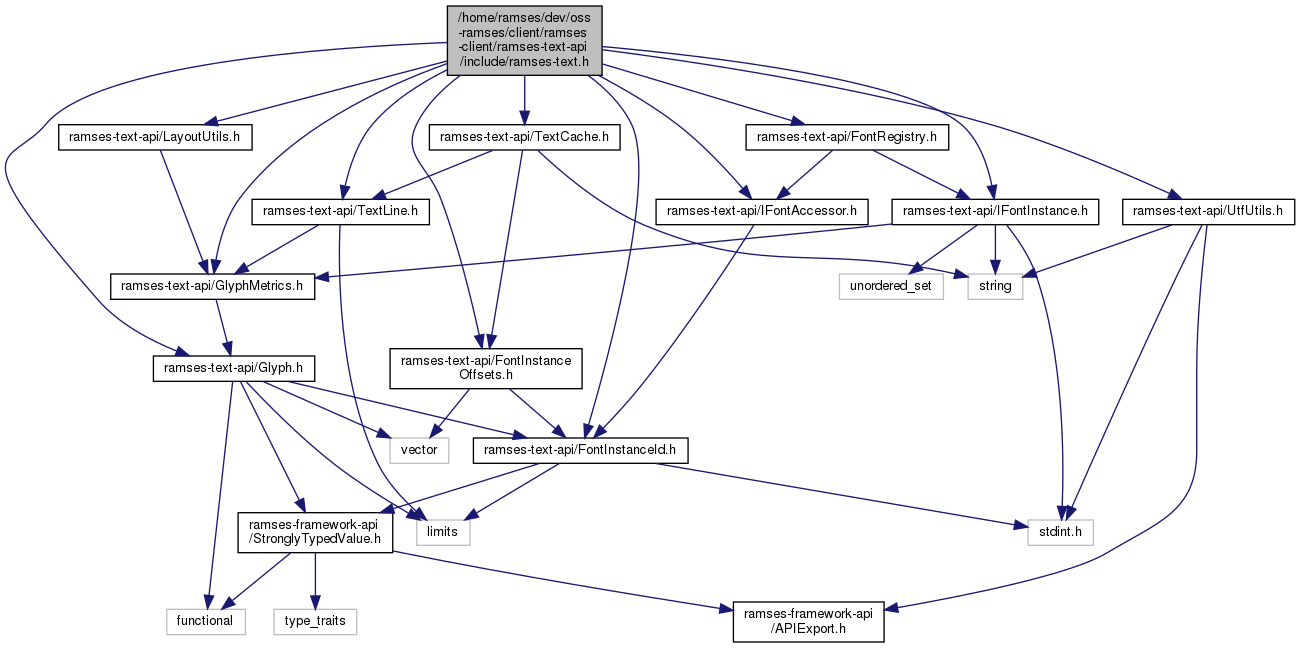 /home/ramses/dev/oss
-ramses/client/ramses
-client/ramses-text-api
/include/ramses-text.h
ramses-text-api/LayoutUtils.h
ramses-text-api/TextCache.h
ramses-text-api/FontRegistry.h
ramses-text-api/TextLine.h
ramses-text-api/IFontAccessor.h
ramses-text-api/IFontInstance.h
ramses-text-api/UtfUtils.h
ramses-text-api/GlyphMetrics.h
unordered_set
string
ramses-text-api/Glyph.h
ramses-text-api/FontInstance
Offsets.h
vector
ramses-text-api/FontInstanceId.h
ramses-framework-api
/StronglyTypedValue.h
limits
stdint.h
functional
type_traits
ramses-framework-api
/APIExport.h